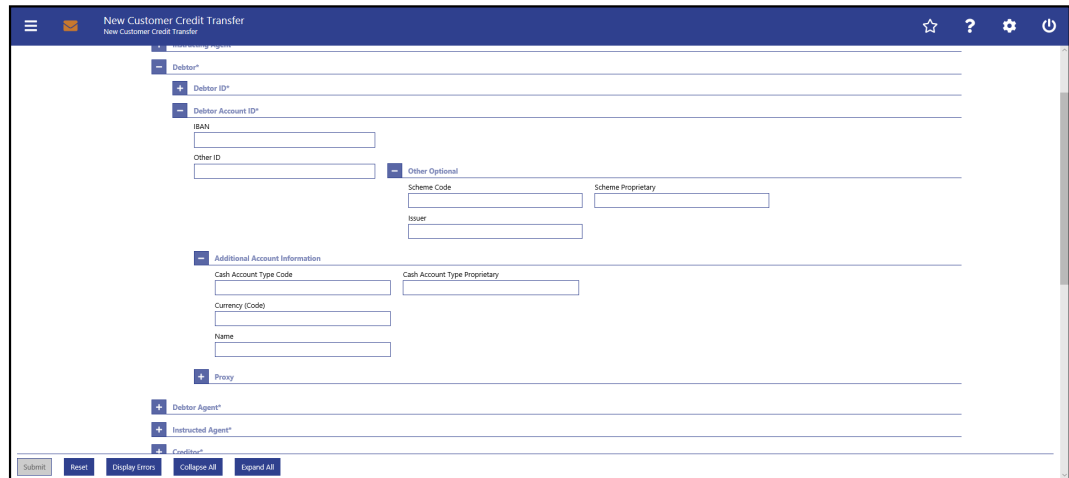 New Customer Credit Transfer
New Customer Credit Transfer
Instructing Agent
Debtor*
Debtor ID*
Debtor Account ID*
IBAN
Other ID
Other Optional
Scheme Code Scheme Proprietary
Issuer
Additional Account Information
Cash Account Type Code Cash Account Type Proprietary
Currency (Code)
Name
Proxy
Debtor Agent*
Instructed Agent*
Creditor*
Submit Reset Display Errors Collapse All Expand All